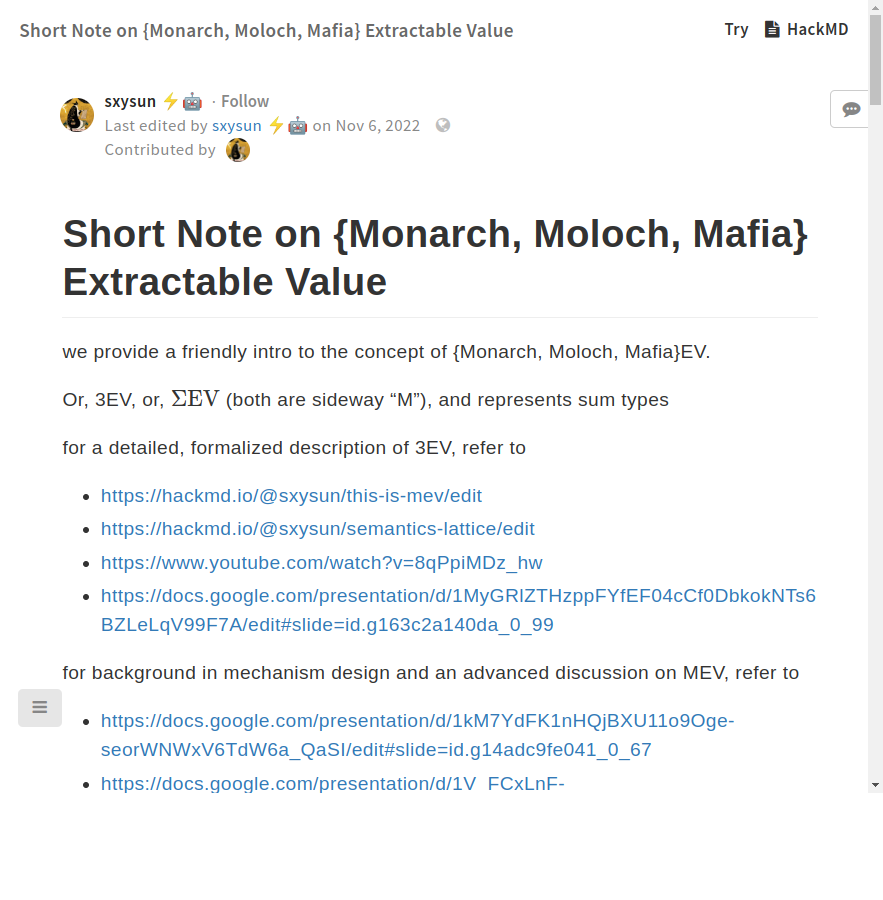 Short Note on {Monarch, Moloch, Mafia} Extractable Value
Try HackMD
sxysun ⚡🤖 · Follow
Last edited by sxysun ⚡🤖 on Nov 6, 2022
Contributed by
Short Note on {Monarch, Moloch, Mafia}
Extractable Value
we provide a friendly intro to the concept of {Monarch, Moloch, Mafia}EV.
Or, 3EV, or, ΣEV (both are sideway “M”), and represents sum types
for a detailed, formalized description of 3EV, refer to
https://hackmd.io/@sxysun/this-is-mev/edit
https://hackmd.io/@sxysun/semantics-lattice/edit
https://www.youtube.com/watch?v=8qPpiMDz_hw
https://docs.google.com/presentation/d/1MyGRlZTHzppFYfEF04cCf0DbkokNTs6
BZLeLqV99F7A/edit#slide=id.g163c2a140da_0_99
for background in mechanism design and an advanced discussion on MEV, refer to
https://docs.google.com/presentation/d/1kM7YdFK1nHQjBXU11o9Oge-
seorWNWxV6TdW6a_QaSI/edit#slide=id.g14adc9fe041_0_67
https://docs.google.com/presentation/d/1V_FCxLnF-